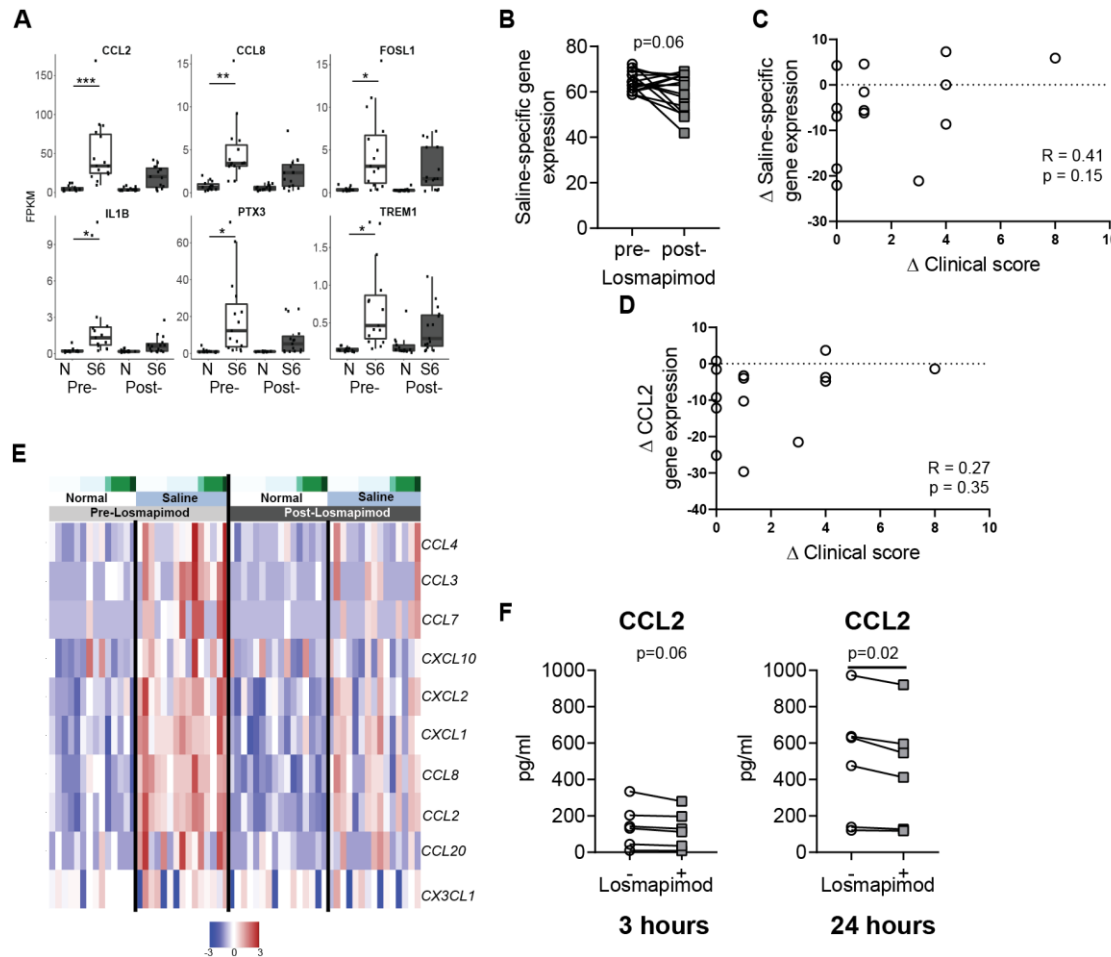 A
CCL2
CCL8
FOSL1
***
**
*
150
100
50
0
15
10
5
0
15
10
5
0
FPKM
IL1B
PTX3
TREM1
*
*
*
9
6
3
0
60
40
20
0
1.5
1.0
0.5
N S6 N S6
Pre- Post-
N S6 N S6
Pre- Post-
N S6 N S6
Pre- Post-
B
p=0.06
Saline-specific gene
expression
80
60
40
20
0
pre- post-
Losmapimod
C
Δ Saline-specific
gene expression
10
0
-10
-20
-30
R = 0.41
p = 0.15
0 2 4 6 8 10
Δ Clinical score
D
Δ CCL2
gene expression
10
0
-10
-20
-30
-40
R = 0.27
p = 0.35
0 2 4 6 8 10
Δ Clinical score
E
Normal Saline Normal Saline
Pre-Losmapimod Post-Losmapimod
CCL4
CCL3
CCL7
CXCL10
CXCL2
CXCL1
CCL8
CCL2
CCL20
CX3CL1
-3 0 3
F
CCL2
p=0.06
pg/ml
1000
800
600
400
200
0
- +
Losmapimod
3 hours
CCL2
p=0.02
pg/ml
1000
800
600
400
200
0
- +
Losmapimod
24 hours